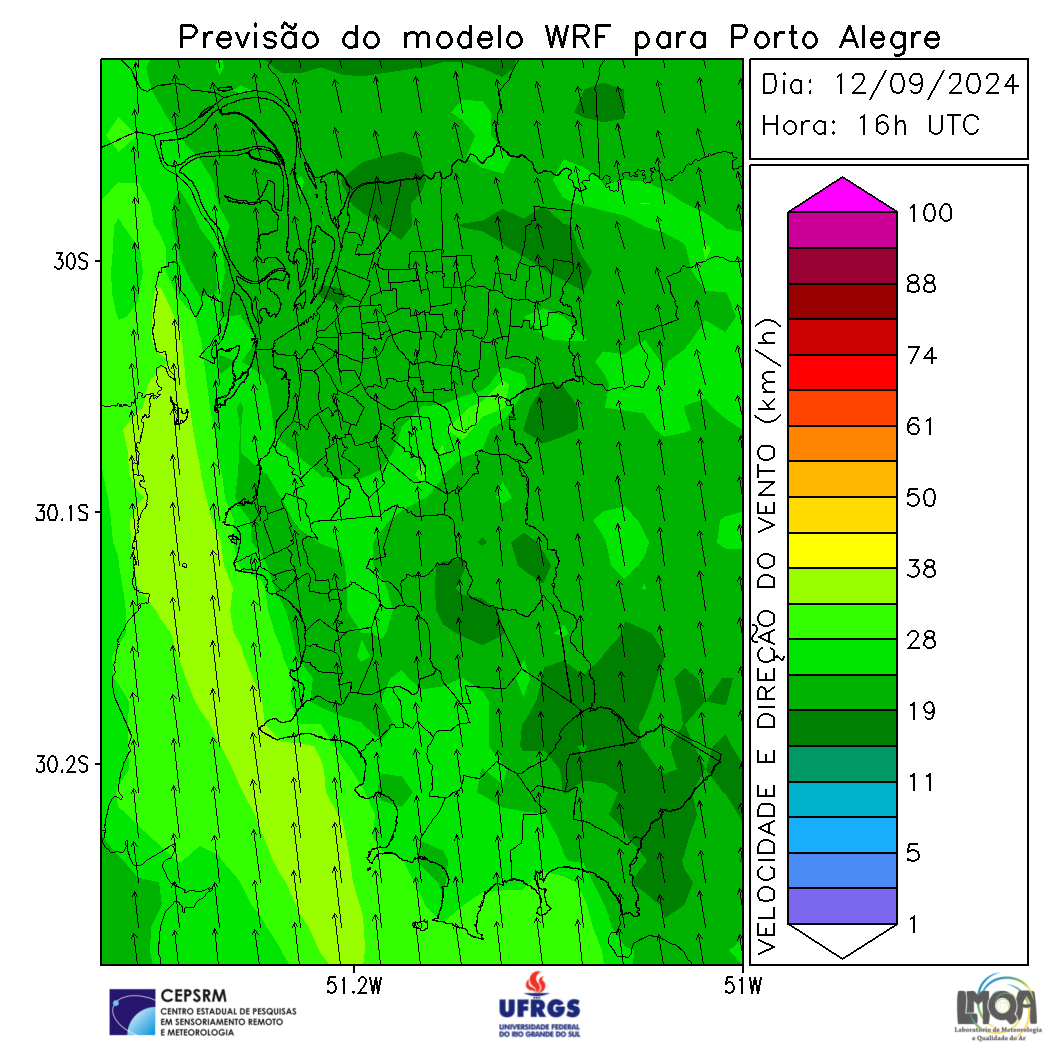 Previsão do modelo WRF para Porto Alegre
Dia: 12/09/2024
Hora: 16h UTC
30S
30.1S
30.2S
51.2W
51W
VELOCIDADE E DIREÇÃO DO VENTO (km/h)
100
88
74
61
50
38
28
19
11
5
1
CEPSRM
CENTRO ESTADUAL DE PESQUISAS
EM SENSORIAMENTO REMOTO
E METEOROLOGIA
UFRGS
UNIVERSIDADE FEDERAL
DO RIO GRANDE DO SUL
LMQA
Laboratório de Meteorologia
e Qualidade do Ar